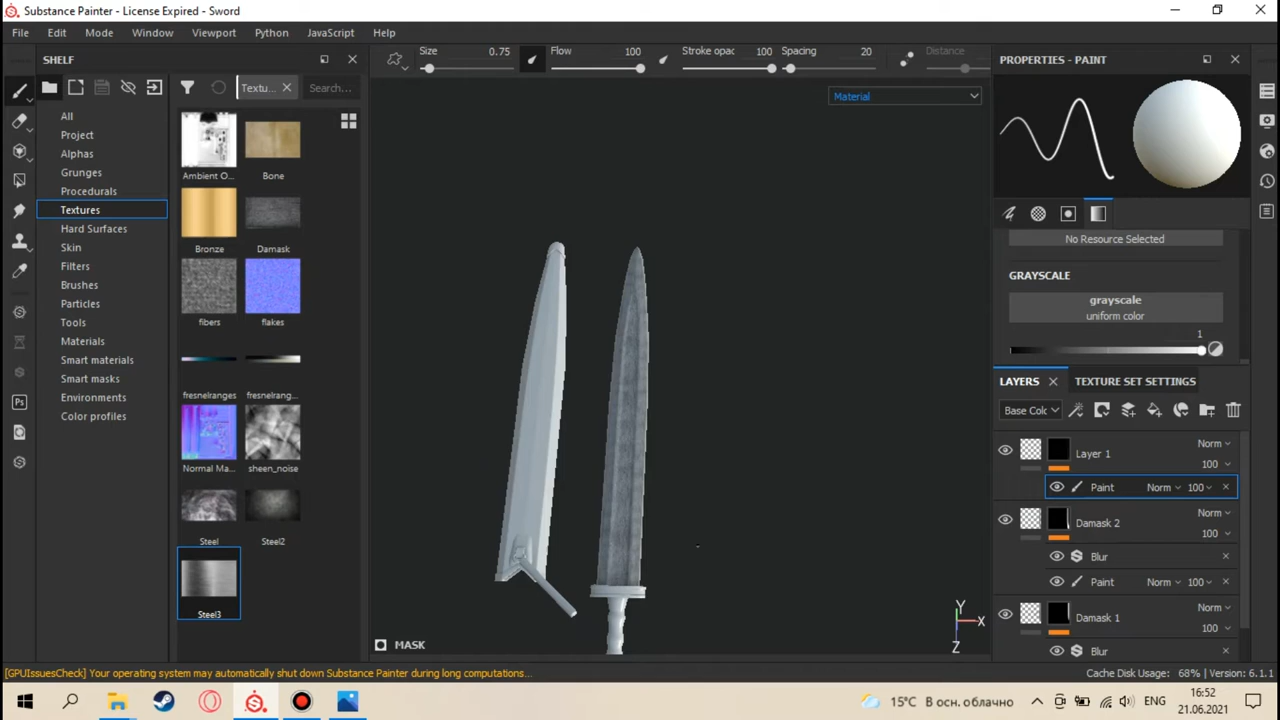 Substance Painter - License Expired - Sword
File Edit Mode Window Viewport Python JavaScript Help
SHELF
Size 0.75 Flow 100 Stroke opac 100 Spacing 20 Distance
PROPERTIES - PAINT
Textu... Search...
Material
All
Project
Alphas
Grunges
Procedurals
Textures
Hard Surfaces
Skin
Filters
Brushes
Particles
Tools
Materials
Smart materials
Smart masks
Environments
Color profiles
Ambient O... Bone
Bronze Damask
fibers flakes
fresnelranges fresnelrang...
Normal Ma... sheen_noise
Steel Steel2
Steel3
Ps
MASK
Y
X
Z
No Resource Selected
GRAYSCALE
grayscale
uniform color
1
LAYERS TEXTURE SET SETTINGS
Base Colo
Layer 1 Norm
100
Paint Norm 100
Damask 2 Norm
100
Blur
Paint Norm 100
Damask 1 Norm
100
Blur
[GPUIssuesCheck] Your operating system may automatically shut down Substance Painter during long computations...
Cache Disk Usage: 68% | Version: 6.1.1
15°C В осн. облачно ENG 16:52
21.06.2021